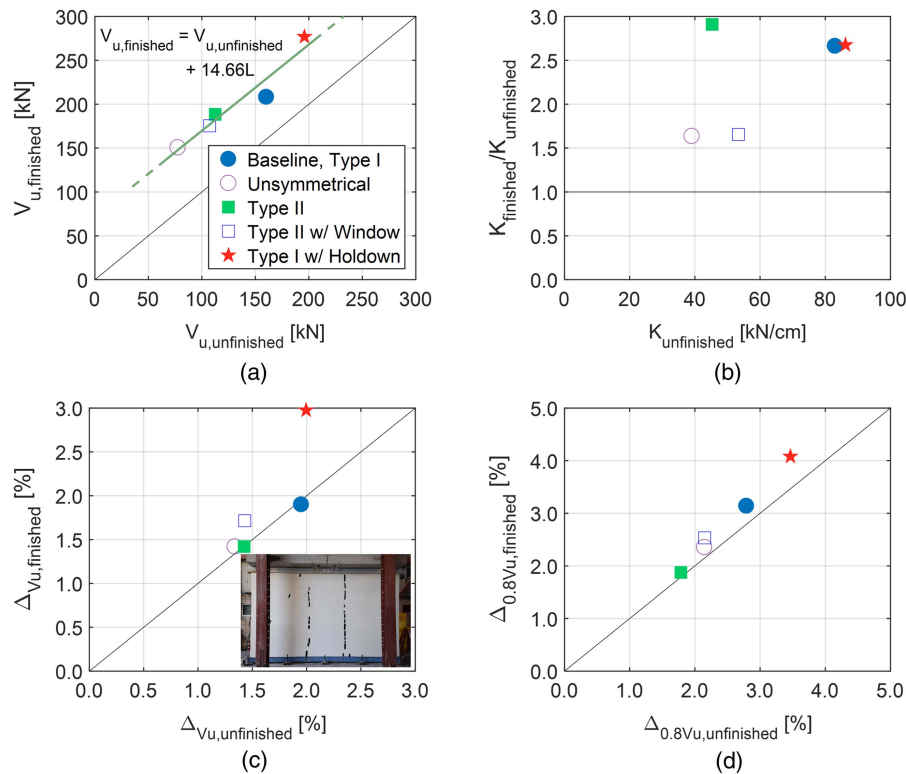 V_u,finished = V_u,unfinished
+ 14.66L
300
250
200
150
100
50
0
V_u,finished [kN]
Baseline, Type I
Unsymmetrical
Type II
Type II w/ Window
Type I w/ Holdown
0 50 100 150 200 250 300
V_u,unfinished [kN]
(a)
3.0
2.5
2.0
1.5
1.0
0.5
0.0
K_finished/K_unfinished
0 20 40 60 80 100
K_unfinished [kN/cm]
(b)
3.0
2.5
2.0
1.5
1.0
0.5
0.0
Δ_Vu,finished [%]
0.0 0.5 1.0 1.5 2.0 2.5 3.0
Δ_Vu,unfinished [%]
(c)
5.0
4.0
3.0
2.0
1.0
0.0
Δ_0.8Vu,finished [%]
0.0 1.0 2.0 3.0 4.0 5.0
Δ_0.8Vu,unfinished [%]
(d)